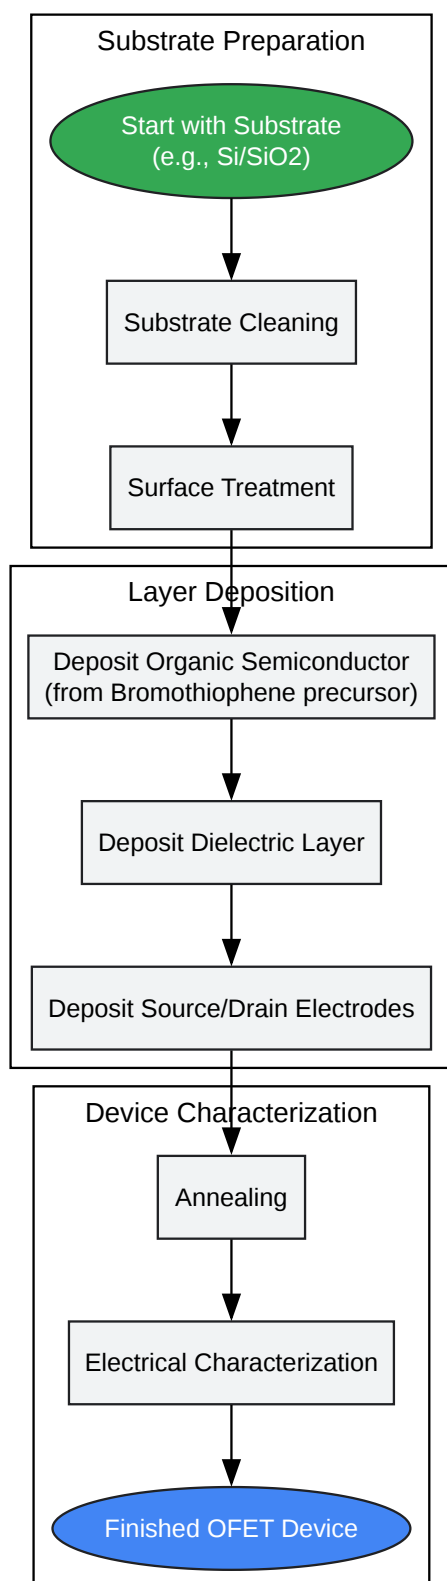 Substrate Preparation
Start with Substrate
(e.g., Si/SiO2)
Substrate Cleaning
Surface Treatment
Layer Deposition
Deposit Organic Semiconductor
(from Bromothiophene precursor)
Deposit Dielectric Layer
Deposit Source/Drain Electrodes
Device Characterization
Annealing
Electrical Characterization
Finished OFET Device